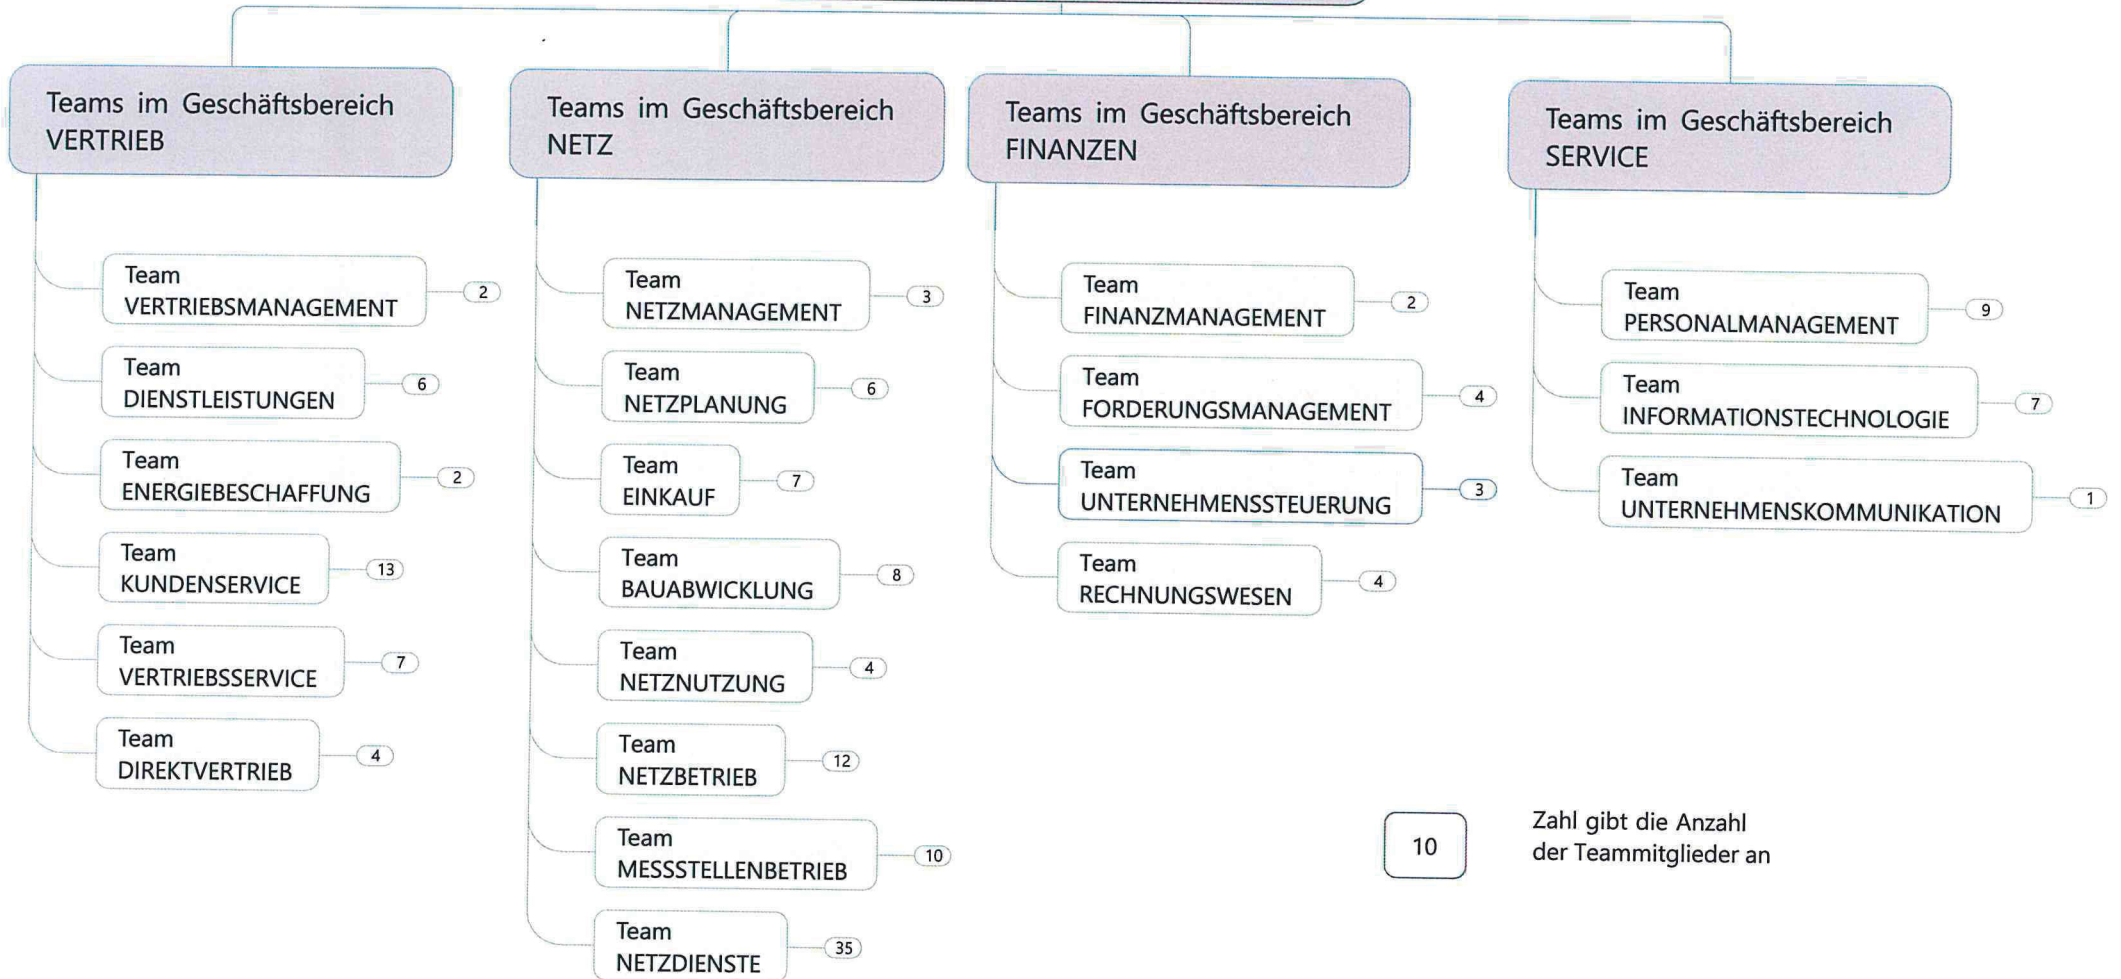 Teams im Geschäftsbereich
VERTRIEB
Team
VERTRIEBSMANAGEMENT
2
Team
DIENSTLEISTUNGEN
6
Team
ENERGIEBESCHAFFUNG
2
Team
KUNDENSERVICE
13
Team
VERTRIEBSSERVICE
7
Team
DIREKTVERTRIEB
4
Teams im Geschäftsbereich
NETZ
Team
NETZMANAGEMENT
3
Team
NETZPLANUNG
6
Team
EINKAUF
7
Team
BAUABWICKLUNG
8
Team
NETZNUTZUNG
4
Team
NETZBETRIEB
12
Team
MESSSTELLENBETRIEB
10
Team
NETZDIENSTE
35
Teams im Geschäftsbereich
FINANZEN
Team
FINANZMANAGEMENT
2
Team
FORDERUNGSMANAGEMENT
4
Team
UNTERNEHMENSSTEUERUNG
3
Team
RECHNUNGSWESEN
4
Teams im Geschäftsbereich
SERVICE
Team
PERSONALMANAGEMENT
9
Team
INFORMATIONSTECHNOLOGIE
7
Team
UNTERNEHMENSKOMMUNIKATION
1
10
Zahl gibt die Anzahl
der Teammitglieder an